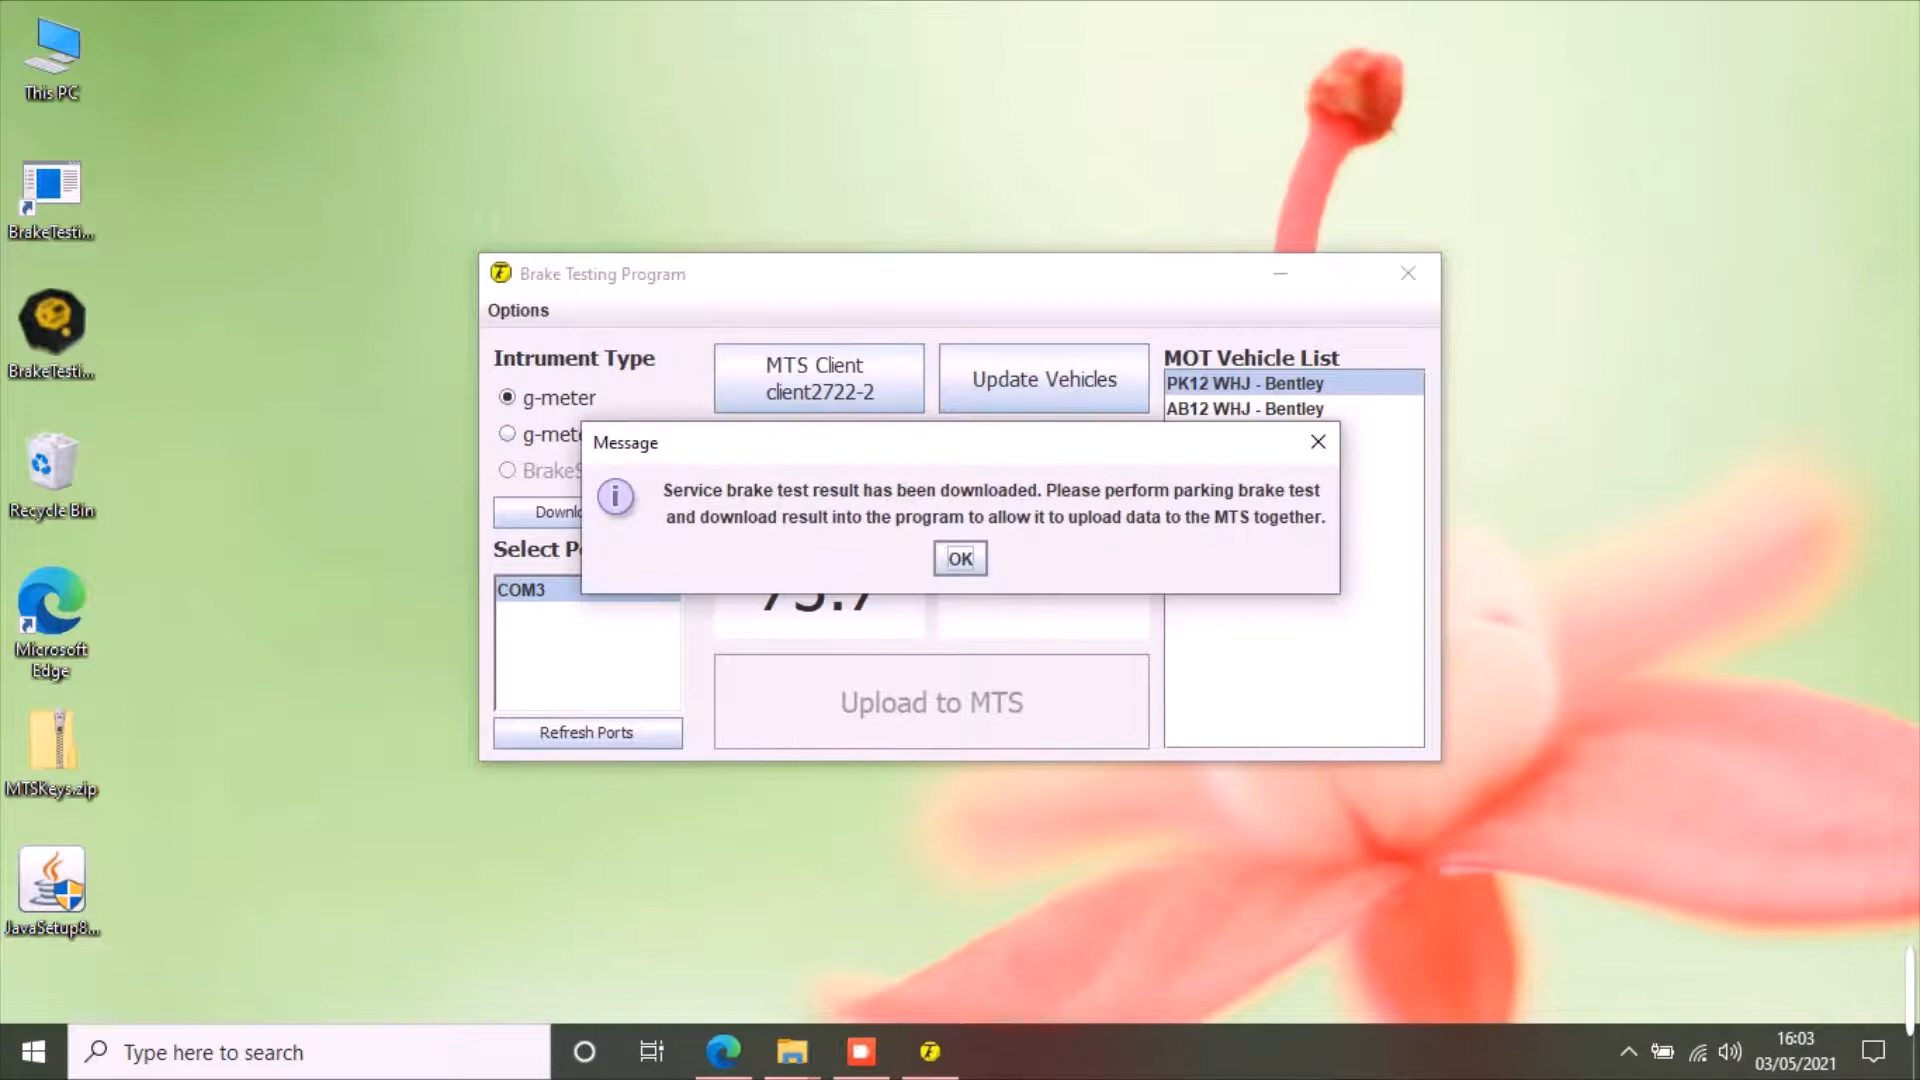 This PC
BrakeTesti...
BrakeTesti...
Recycle Bin
Microsoft
Edge
MTSKeys.zip
JavaSetup8...
Brake Testing Program
Options
Intrument Type
g-meter
g-mete
BrakeS
Downlo
Select P
COM3
Refresh Ports
MTS Client
client2722-2
Update Vehicles
MOT Vehicle List
PK12 WHJ - Bentley
AB12 WHJ - Bentley
Message
Service brake test result has been downloaded. Please perform parking brake test
and download result into the program to allow it to upload data to the MTS together.
OK
Upload to MTS
Type here to search
16:03
03/05/2021